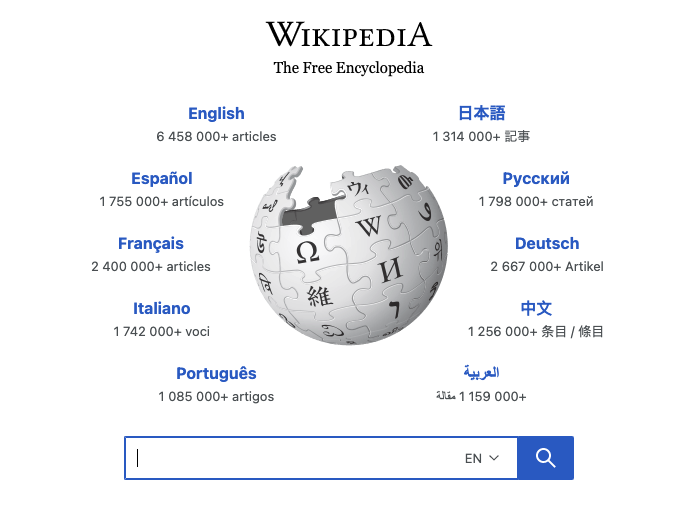 WIKIPEDIA
The Free Encyclopedia
English
6 458 000+ articles
日本語
1 314 000+ 記事
Español
1 755 000+ artículos
Русский
1 798 000+ статей
Français
2 400 000+ articles
Deutsch
2 667 000+ Artikel
Italiano
1 742 000+ voci
中文
1 256 000+ 条目 / 條目
Português
1 085 000+ artigos
العربية
1 159 000+ مقالة
ウィ
W
Ω
И
維
EN